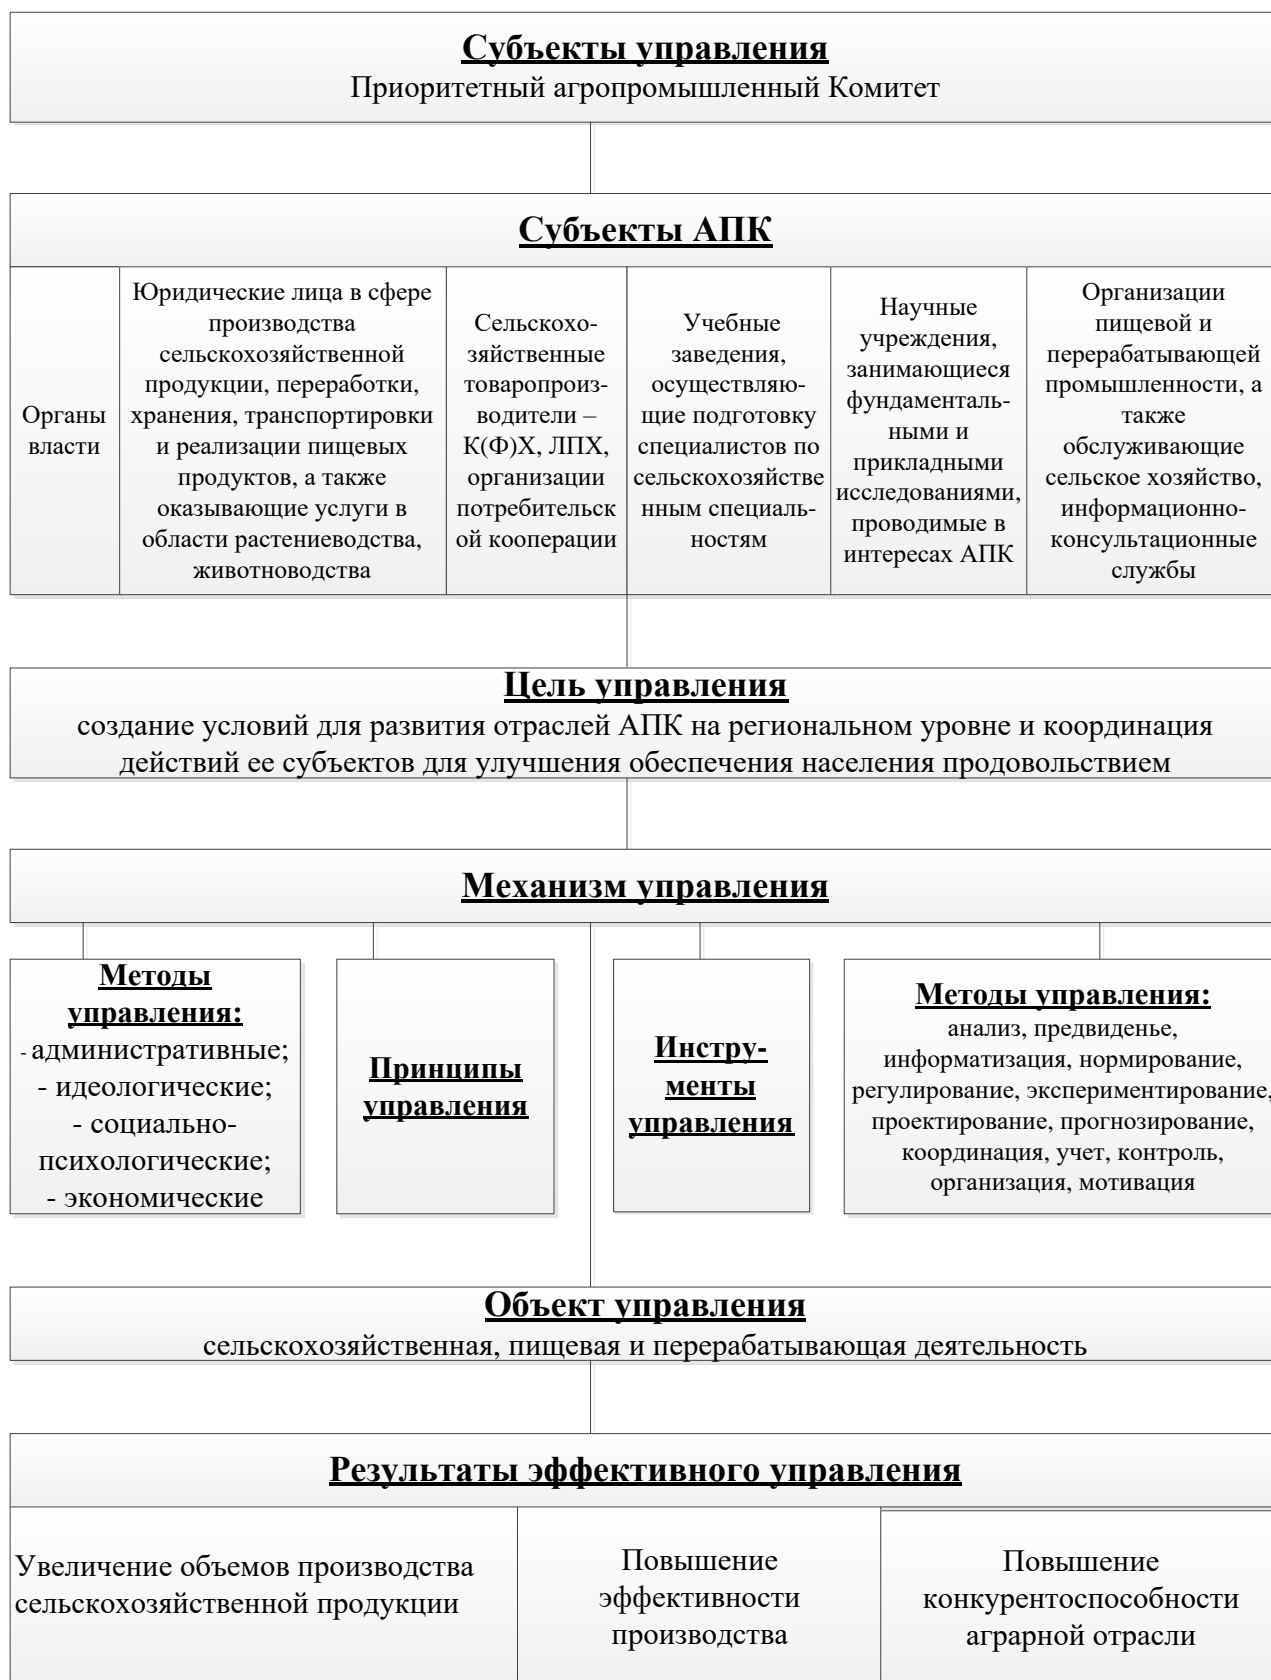 Субъекты управления
Приоритетный агропромышленный Комитет
Субъекты АПК
Органы
власти
Юридические лица в сфере
производства
сельскохозяйственной
продукции, переработки,
хранения, транспортировки
и реализации пищевых
продуктов, а также
оказывающие услуги в
области растениеводства,
животноводства
Сельскохо-
зяйственные
товаропроиз-
водители –
К(Ф)Х, ЛПХ,
организации
потребительск
ой кооперации
Учебные
заведения,
осуществляю-
щие подготовку
специалистов по
сельскохозяйстве
нным специаль-
ностям
Научные
учреждения,
занимающиеся
фундаменталь-
ными и
прикладными
исследованиями,
проводимые в
интересах АПК
Организации
пищевой и
перерабатывающей
промышленности, а
также
обслуживающие
сельское хозяйство,
информационно-
консультационные
службы
Цель управления
создание условий для развития отраслей АПК на региональном уровне и координация
действий ее субъектов для улучшения обеспечения населения продовольствием
Механизм управления
Методы
управления:
- административные;
- идеологические;
- социально-
психологические;
- экономические
Принципы
управления
Инстру-
менты
управления
Методы управления:
анализ, предвиденье,
информатизация, нормирование,
регулирование, экспериментирование,
проектирование, прогнозирование,
координация, учет, контроль,
организация, мотивация
Объект управления
сельскохозяйственная, пищевая и перерабатывающая деятельность
Результаты эффективного управления
Увеличение объемов производства
сельскохозяйственной продукции
Повышение
эффективности
производства
Повышение
конкурентоспособности
аграрной отрасли